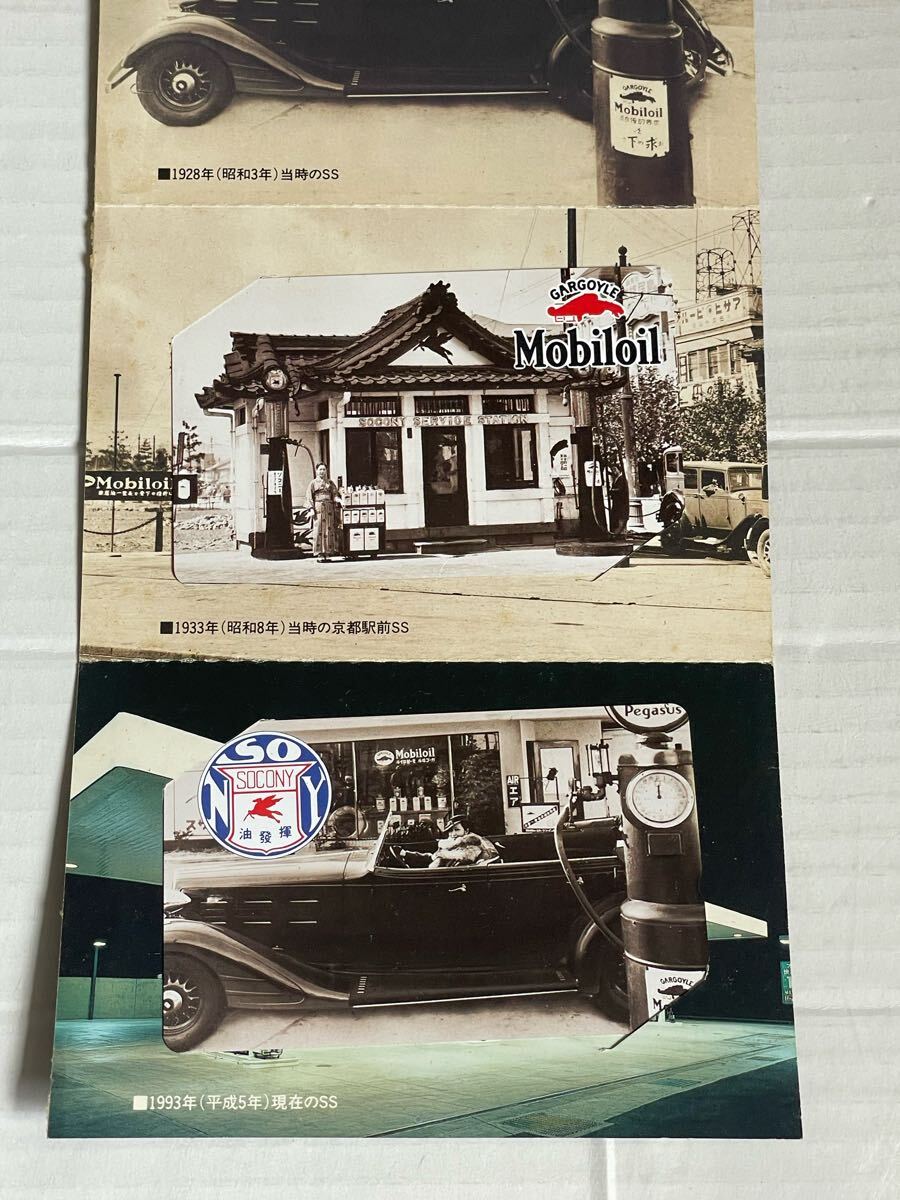 GARGOYLE
Mobiloil
■1928年(昭和3年)当時のSS
GARGOYLE
Mobiloil
SOCONY SERVICE STATION
Mobiloil
■1933年(昭和8年)当時の京都駅前SS
Pegasus
SONY
SOCONY
油發揮
Mobiloil
AIR
エア
GARGOYLE
■1993年(平成5年)現在のSS